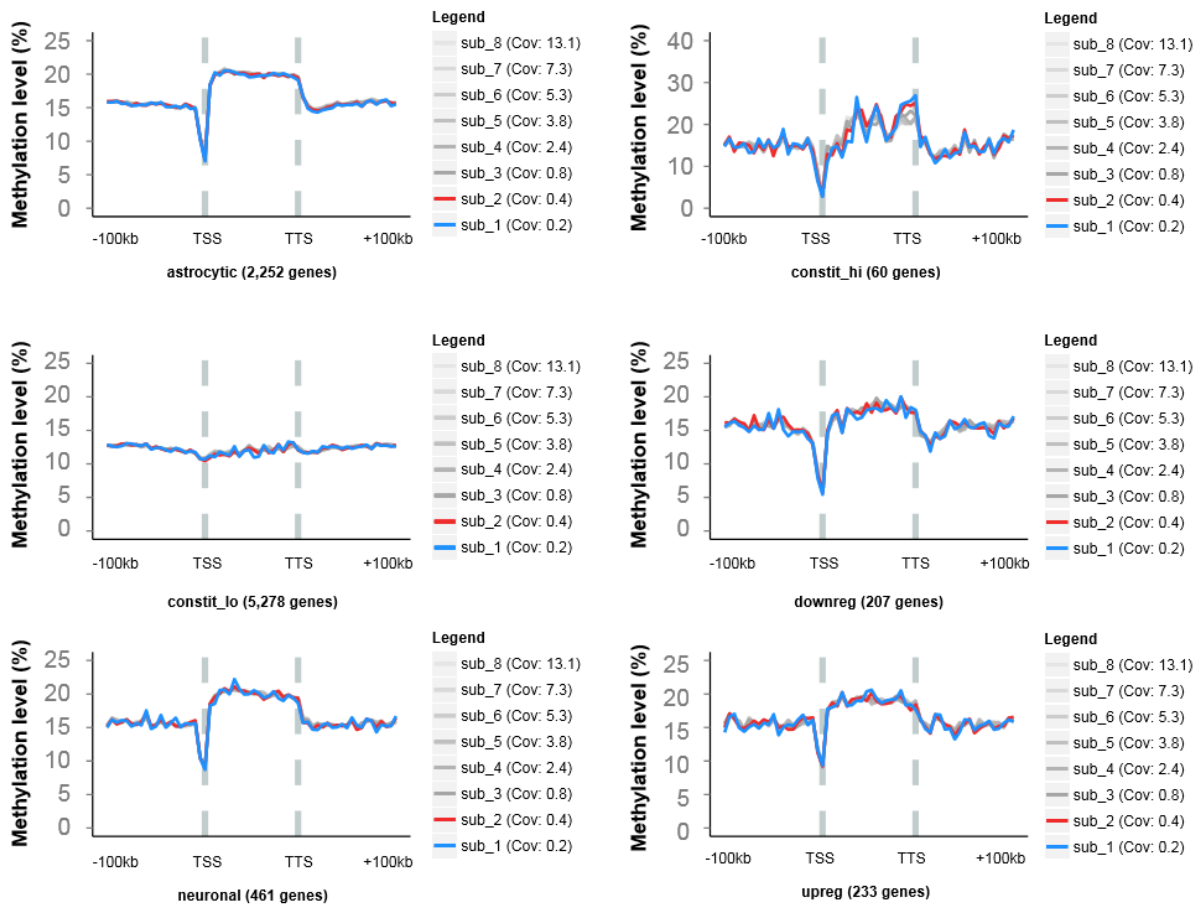 Methylation level (%)
25
20
15
10
5
0
-100kb TSS TTS +100kb
astrocytic (2,252 genes)
Legend
sub_8 (Cov: 13.1)
sub_7 (Cov: 7.3)
sub_6 (Cov: 5.3)
sub_5 (Cov: 3.8)
sub_4 (Cov: 2.4)
sub_3 (Cov: 0.8)
sub_2 (Cov: 0.4)
sub_1 (Cov: 0.2)
Methylation level (%)
40
30
20
10
0
-100kb TSS TTS +100kb
constit_hi (60 genes)
Legend
sub_8 (Cov: 13.1)
sub_7 (Cov: 7.3)
sub_6 (Cov: 5.3)
sub_5 (Cov: 3.8)
sub_4 (Cov: 2.4)
sub_3 (Cov: 0.8)
sub_2 (Cov: 0.4)
sub_1 (Cov: 0.2)
Methylation level (%)
25
20
15
10
5
0
-100kb TSS TTS +100kb
constit_lo (5,278 genes)
Legend
sub_8 (Cov: 13.1)
sub_7 (Cov: 7.3)
sub_6 (Cov: 5.3)
sub_5 (Cov: 3.8)
sub_4 (Cov: 2.4)
sub_3 (Cov: 0.8)
sub_2 (Cov: 0.4)
sub_1 (Cov: 0.2)
Methylation level (%)
25
20
15
10
5
0
-100kb TSS TTS +100kb
downreg (207 genes)
Legend
sub_8 (Cov: 13.1)
sub_7 (Cov: 7.3)
sub_6 (Cov: 5.3)
sub_5 (Cov: 3.8)
sub_4 (Cov: 2.4)
sub_3 (Cov: 0.8)
sub_2 (Cov: 0.4)
sub_1 (Cov: 0.2)
Methylation level (%)
25
20
15
10
5
0
-100kb TSS TTS +100kb
neuronal (461 genes)
Legend
sub_8 (Cov: 13.1)
sub_7 (Cov: 7.3)
sub_6 (Cov: 5.3)
sub_5 (Cov: 3.8)
sub_4 (Cov: 2.4)
sub_3 (Cov: 0.8)
sub_2 (Cov: 0.4)
sub_1 (Cov: 0.2)
Methylation level (%)
25
20
15
10
5
0
-100kb TSS TTS +100kb
upreg (233 genes)
Legend
sub_8 (Cov: 13.1)
sub_7 (Cov: 7.3)
sub_6 (Cov: 5.3)
sub_5 (Cov: 3.8)
sub_4 (Cov: 2.4)
sub_3 (Cov: 0.8)
sub_2 (Cov: 0.4)
sub_1 (Cov: 0.2)